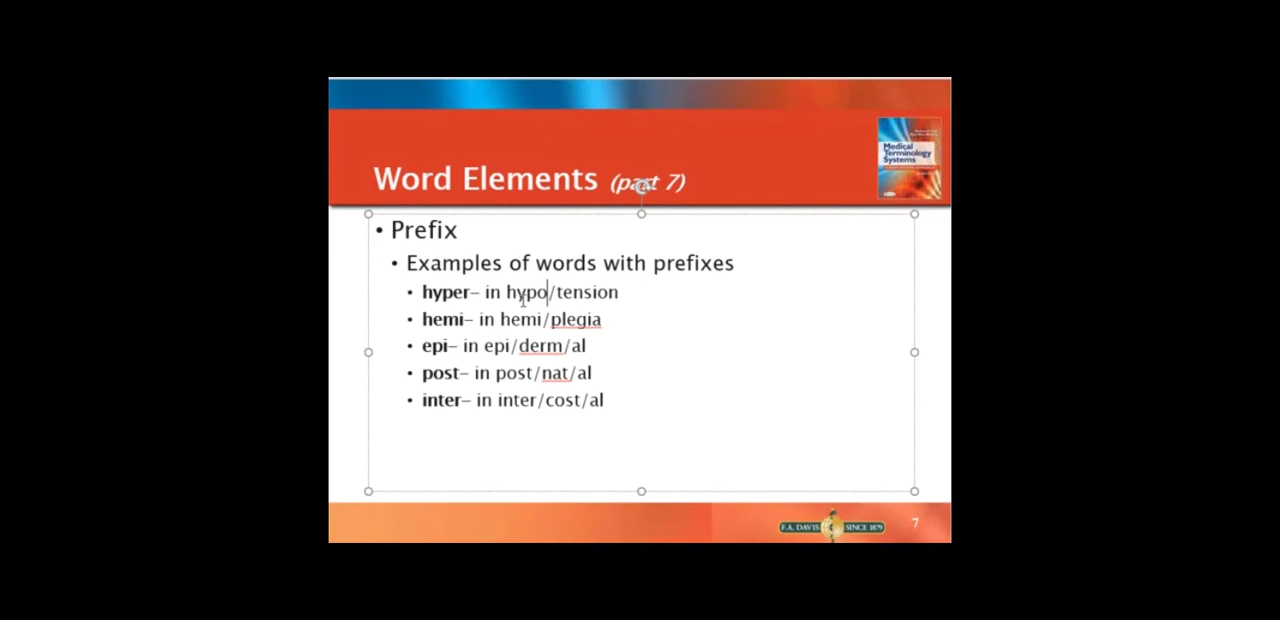 Medical
Terminology
Systems
Word Elements (part 7)
• Prefix
• Examples of words with prefixes
• hyper– in hypo/tension
• hemi– in hemi/plegia
• epi– in epi/derm/al
• post– in post/nat/al
• inter– in inter/cost/al
F.A. DAVIS SINCE 1879
7